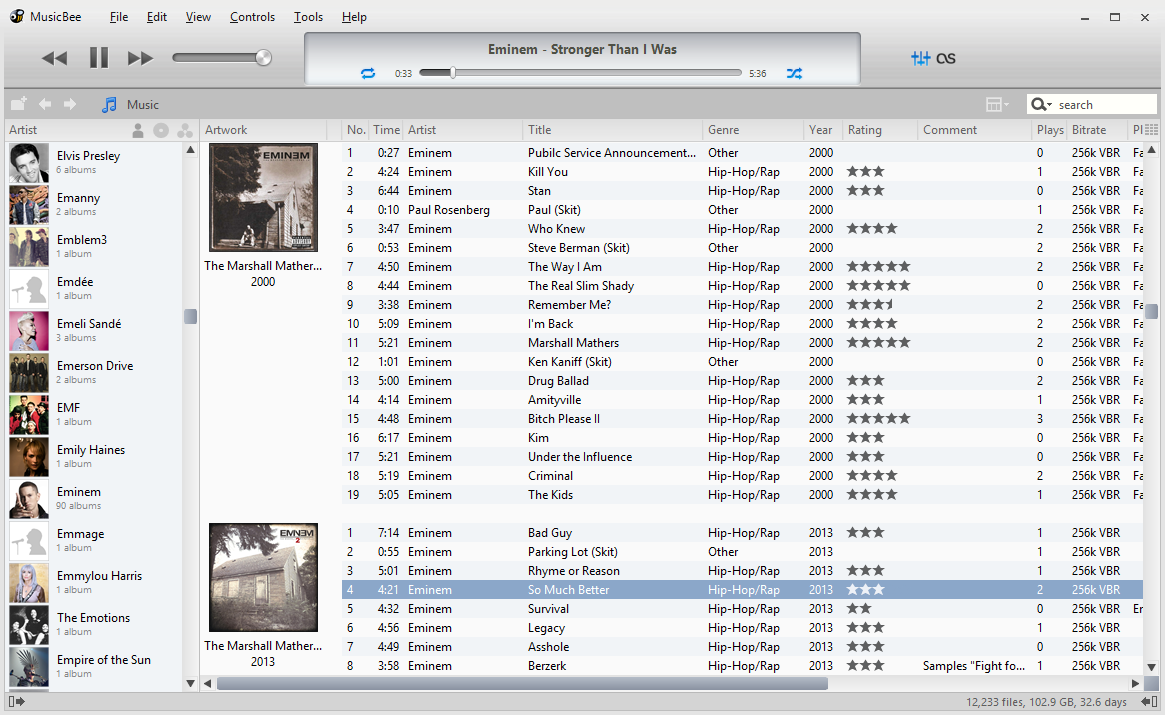 MusicBee File Edit View Controls Tools Help
Eminem - Stronger Than I Was
0:33 5:36
Music search
Artist Artwork No. Time Artist Title Genre Year Rating Comment Plays Bitrate Pl
Elvis Presley
6 albums
Emanny
2 albums
Emblem3
1 album
Emdée
1 album
Emeli Sandé
3 albums
Emerson Drive
2 albums
EMF
1 album
Emily Haines
1 album
Eminem
90 albums
Emmage
1 album
Emmylou Harris
1 album
The Emotions
1 album
Empire of the Sun
1 album
EMINEM
The Marshall Mather...
2000
1 0:27 Eminem Pubilc Service Announcement... Other 2000 0 256k VBR Fa
2 4:24 Eminem Kill You Hip-Hop/Rap 2000 ★★★ 1 256k VBR Fa
3 6:44 Eminem Stan Hip-Hop/Rap 2000 ★★★ 0 256k VBR Fa
4 0:10 Paul Rosenberg Paul (Skit) Other 2000 1 256k VBR Fa
5 3:47 Eminem Who Knew Hip-Hop/Rap 2000 ★★★★ 2 256k VBR Fa
6 0:53 Eminem Steve Berman (Skit) Other 2000 2 256k VBR Fa
7 4:50 Eminem The Way I Am Hip-Hop/Rap 2000 ★★★★★ 2 256k VBR Fa
8 4:44 Eminem The Real Slim Shady Hip-Hop/Rap 2000 ★★★★★ 0 256k VBR Fa
9 3:38 Eminem Remember Me? Hip-Hop/Rap 2000 ★★★⯨ 2 256k VBR Fa
10 5:09 Eminem I'm Back Hip-Hop/Rap 2000 ★★★★ 2 256k VBR Fa
11 5:21 Eminem Marshall Mathers Hip-Hop/Rap 2000 ★★★★★ 2 256k VBR Fa
12 1:01 Eminem Ken Kaniff (Skit) Other 2000 0 256k VBR Fa
13 5:00 Eminem Drug Ballad Hip-Hop/Rap 2000 ★★★ 2 256k VBR Fa
14 4:14 Eminem Amityville Hip-Hop/Rap 2000 ★★★ 1 256k VBR Fa
15 4:48 Eminem Bitch Please II Hip-Hop/Rap 2000 ★★★★★ 3 256k VBR Fa
16 6:17 Eminem Kim Hip-Hop/Rap 2000 ★★★ 0 256k VBR Fa
17 5:21 Eminem Under the Influence Hip-Hop/Rap 2000 ★★★ 0 256k VBR Fa
18 5:19 Eminem Criminal Hip-Hop/Rap 2000 ★★★★ 2 256k VBR Fa
19 5:05 Eminem The Kids Hip-Hop/Rap 2000 ★★★★ 1 256k VBR Fa
EMINEM
2
The Marshall Mather...
2013
1 7:14 Eminem Bad Guy Hip-Hop/Rap 2013 ★★★ 1 256k VBR
2 0:55 Eminem Parking Lot (Skit) Other 2013 1 256k VBR
3 5:01 Eminem Rhyme or Reason Hip-Hop/Rap 2013 ★★★ 1 256k VBR
4 4:21 Eminem So Much Better Hip-Hop/Rap 2013 ★★★ 2 256k VBR
5 4:32 Eminem Survival Hip-Hop/Rap 2013 ★★ 0 256k VBR Er
6 4:56 Eminem Legacy Hip-Hop/Rap 2013 ★★★ 1 256k VBR
7 4:49 Eminem Asshole Hip-Hop/Rap 2013 ★★★ 0 256k VBR
8 3:58 Eminem Berzerk Hip-Hop/Rap 2013 ★★★ Samples "Fight fo... 1 256k VBR
12,233 files, 102.9 GB, 32.6 days